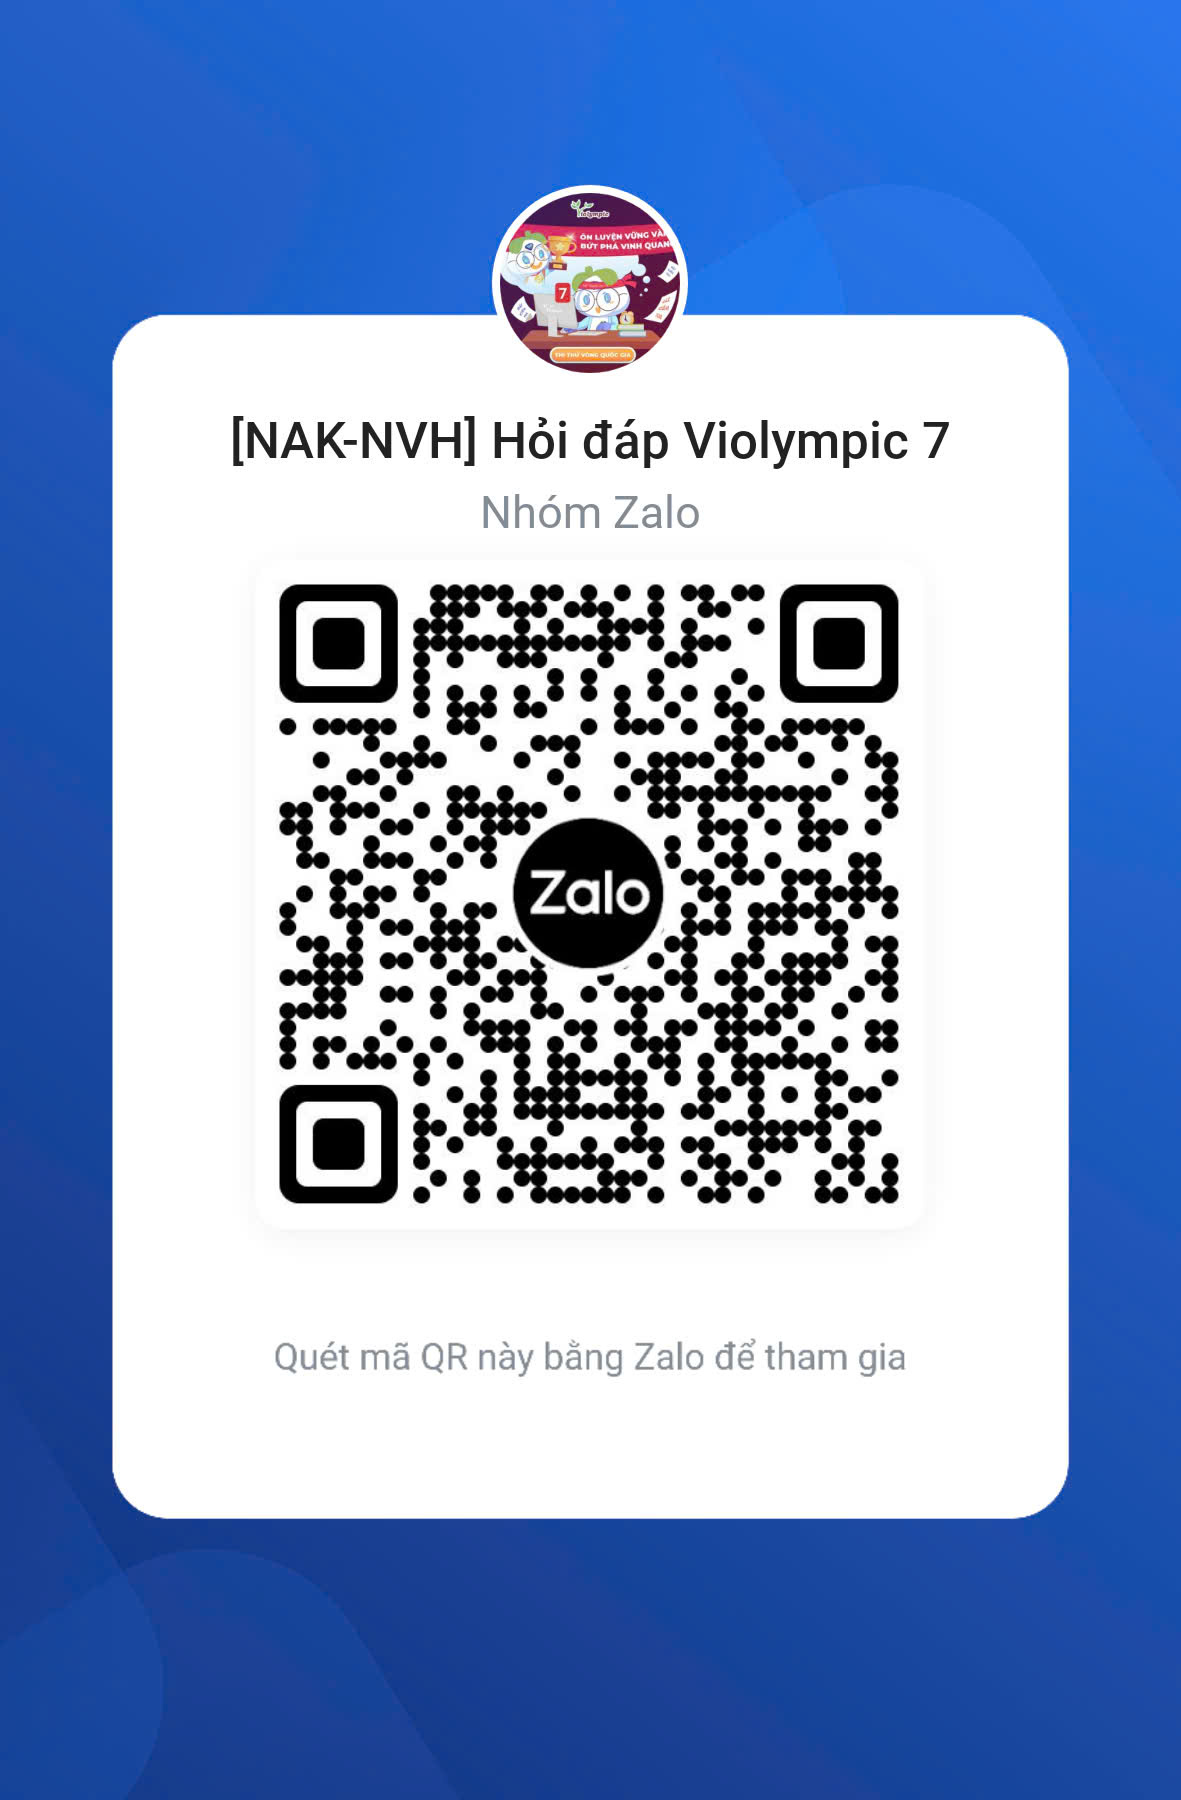 Violympic
ÔN LUYỆN VỮNG VÀ
BỨT PHÁ VINH QUANG
7
THI THỬ VÒNG QUỐC GIA
[NAK-NVH] Hỏi đáp Violympic 7
Nhóm Zalo
Zalo
Quét mã QR này bằng Zalo để tham gia